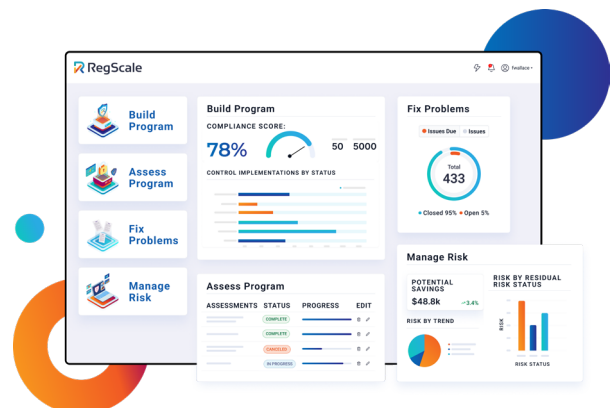 RegScale
fwallace
Build
Program
Assess
Program
Fix
Problems
Manage
Risk
Build Program
COMPLIANCE SCORE:
78%
50 5000
CONTROL IMPLEMENTATIONS BY STATUS
Fix Problems
Issues Due Issues
Total
433
Closed 95% Open 5%
Assess Program
ASSESSMENTS STATUS PROGRESS EDIT
COMPLETE
COMPLETE
CANCELED
IN PROGRESS
Manage Risk
POTENTIAL
SAVINGS
$48.8k
3.4%
RISK BY TREND
RISK BY RESIDUAL
RISK STATUS
RISK
RISK STATUS